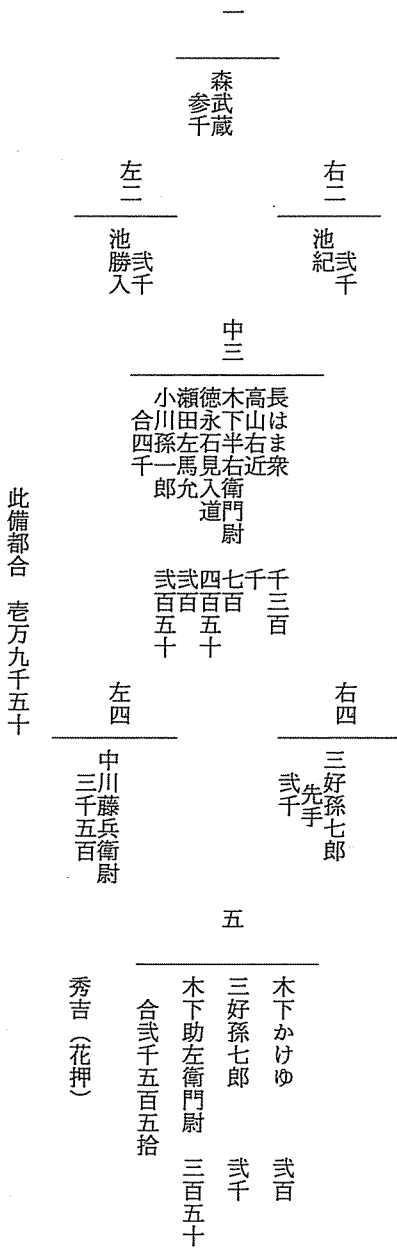 一
森武蔵
参千
右二
弐千
池紀
左二
弐千
池勝入
中三
長はま衆　千三百
高山右近　千
木下半右衛門尉　七百
徳永石見入道　四百五十
瀬田左馬允　弐百
小川孫一郎　弐百五十
合四千
右四
三好孫七郎
先手
弐千
左四
中川藤兵衛尉
三千五百
五
木下かけゆ　弐百
三好孫七郎　弐千
木下助左衛門尉　三百五十
合弐千五百五拾
秀吉（花押）
此備都合　壱万九千五十